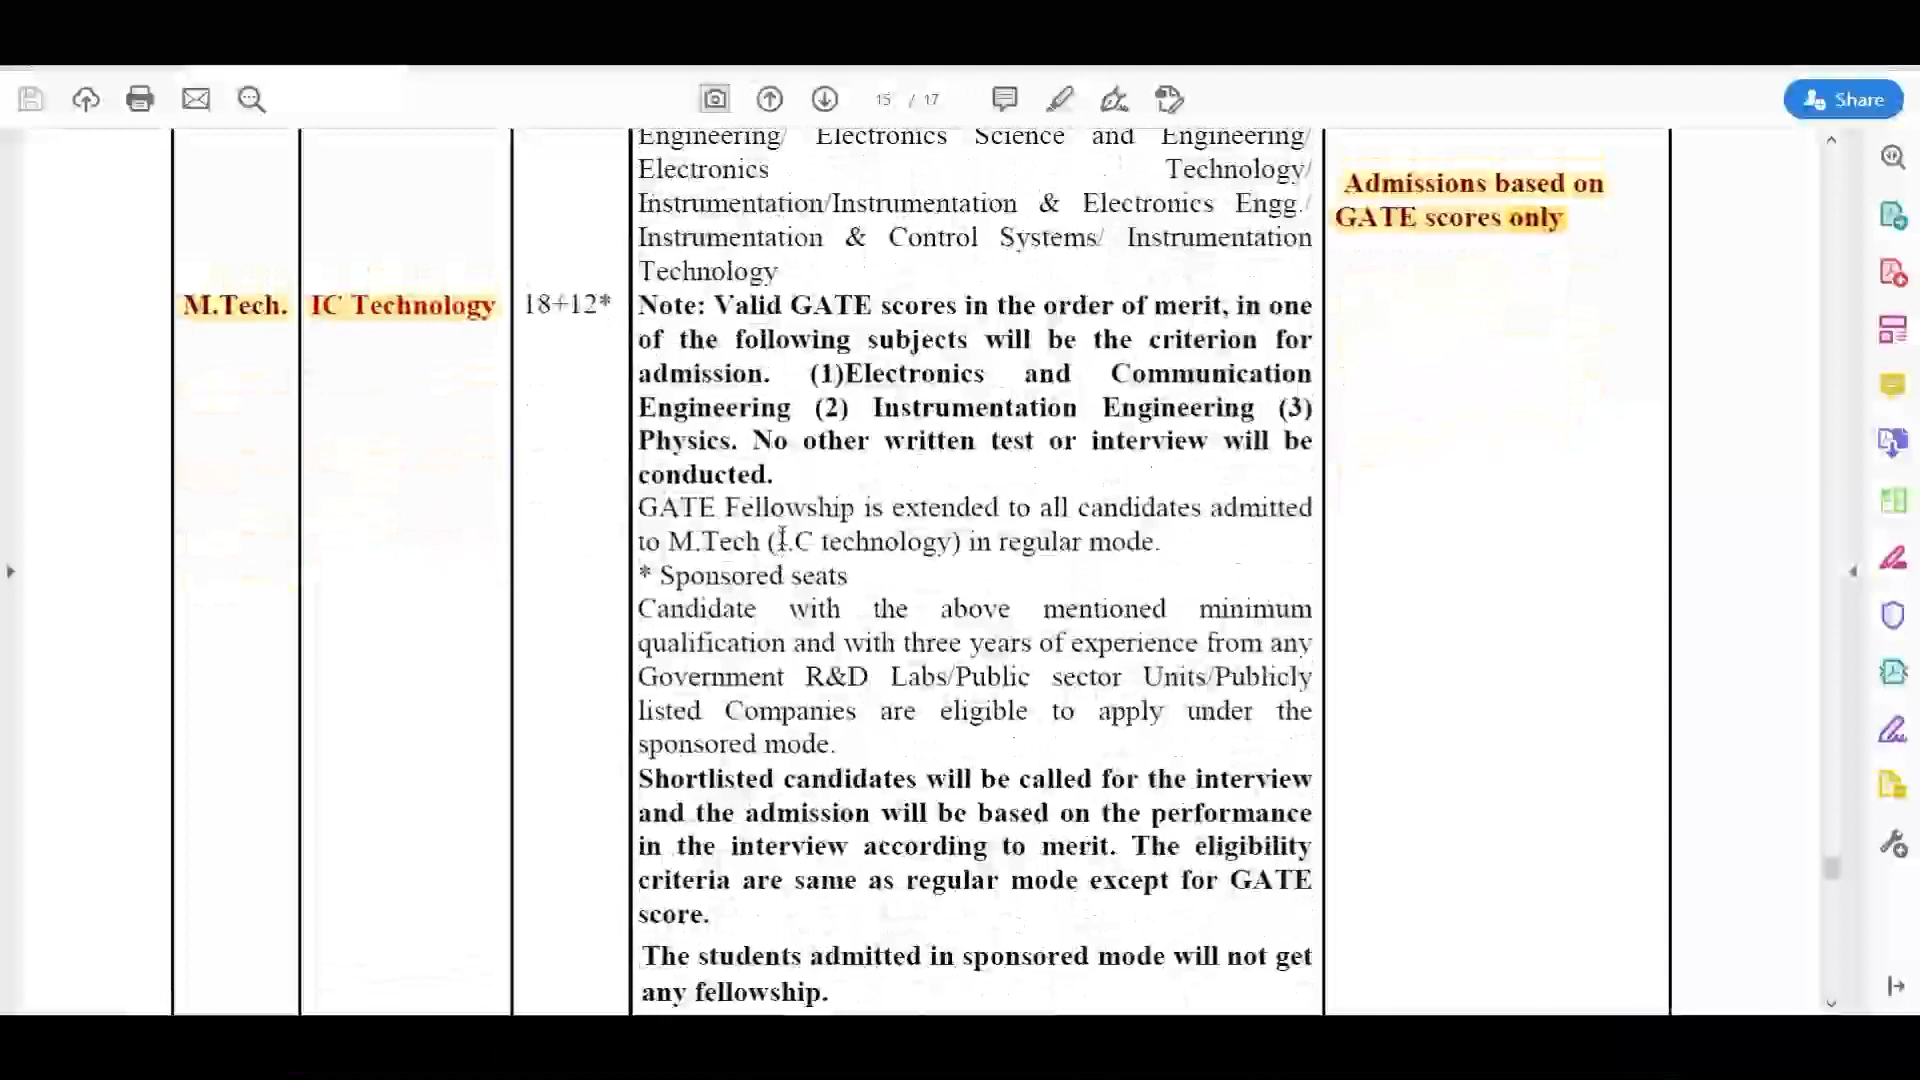 15 / 17
Share
Engineering/ Electronics Science and Engineering/
Electronics Technology/
Instrumentation/Instrumentation & Electronics Engg./
Instrumentation & Control Systems/ Instrumentation
Technology
Admissions based on
GATE scores only
M.Tech.
IC Technology
18+12*
Note: Valid GATE scores in the order of merit, in one
of the following subjects will be the criterion for
admission. (1)Electronics and Communication
Engineering (2) Instrumentation Engineering (3)
Physics. No other written test or interview will be
conducted.
GATE Fellowship is extended to all candidates admitted
to M.Tech (I.C technology) in regular mode.
* Sponsored seats
Candidate with the above mentioned minimum
qualification and with three years of experience from any
Government R&D Labs/Public sector Units/Publicly
listed Companies are eligible to apply under the
sponsored mode.
Shortlisted candidates will be called for the interview
and the admission will be based on the performance
in the interview according to merit. The eligibility
criteria are same as regular mode except for GATE
score.
The students admitted in sponsored mode will not get
any fellowship.